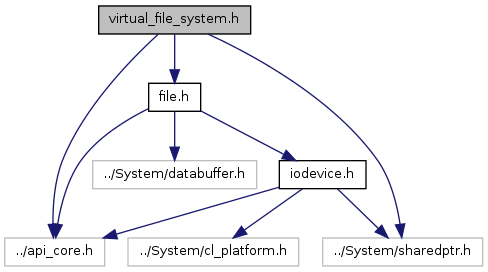 virtual_file_system.h
file.h
../System/databuffer.h
iodevice.h
../api_core.h
../System/cl_platform.h
../System/sharedptr.h